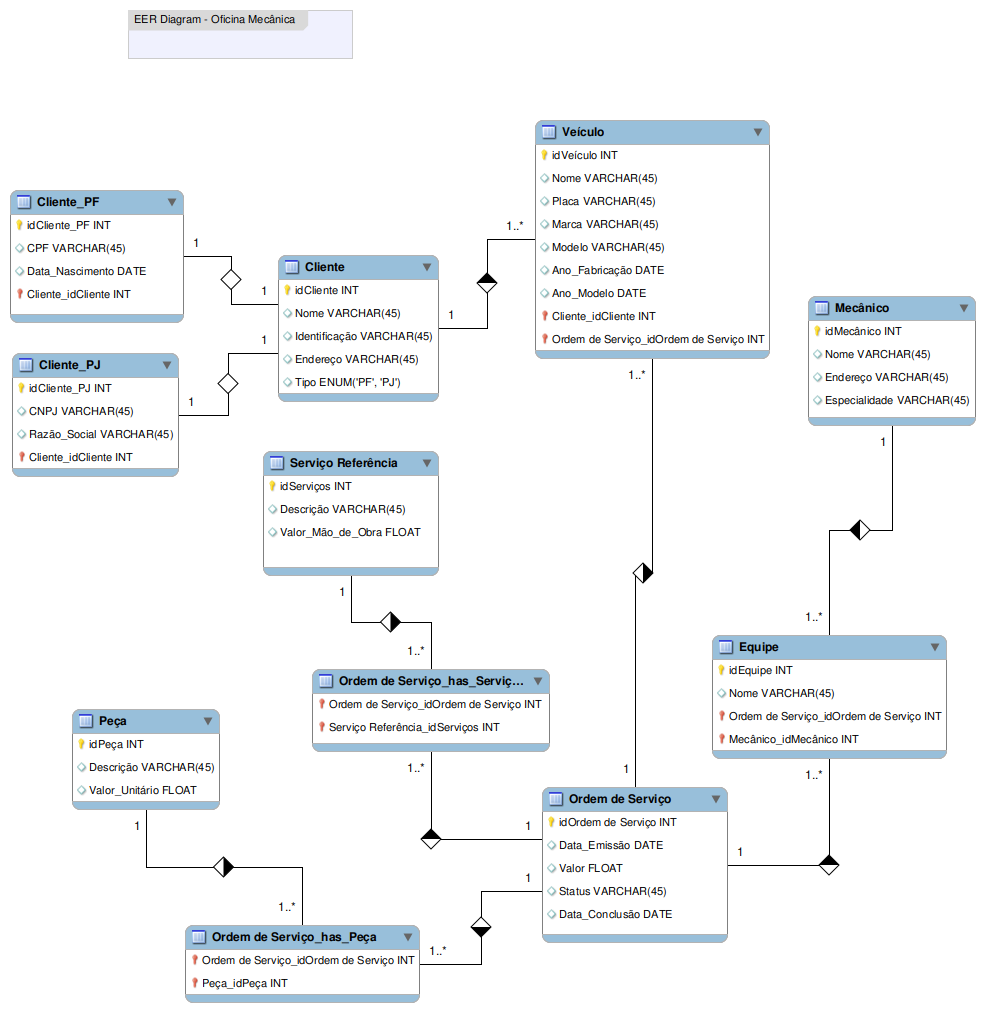 EER Diagram - Oficina Mecânica
Veículo
idVeículo INT
Nome VARCHAR(45)
Placa VARCHAR(45)
Marca VARCHAR(45)
Modelo VARCHAR(45)
Ano_Fabricação DATE
Ano_Modelo DATE
Cliente_idCliente INT
Ordem de Serviço_idOrdem de Serviço INT
1..*
1..*
Cliente_PF
idCliente_PF INT
CPF VARCHAR(45)
Data_Nascimento DATE
Cliente_idCliente INT
1
1
Cliente
idCliente INT
Nome VARCHAR(45)
Identificação VARCHAR(45)
Endereço VARCHAR(45)
Tipo ENUM('PF', 'PJ')
1
1
Cliente_PJ
idCliente_PJ INT
CNPJ VARCHAR(45)
Razão_Social VARCHAR(45)
Cliente_idCliente INT
1
Mecânico
idMecânico INT
Nome VARCHAR(45)
Endereço VARCHAR(45)
Especialidade VARCHAR(45)
1
Serviço Referência
idServiços INT
Descrição VARCHAR(45)
Valor_Mão_de_Obra FLOAT
1
1..*
1..*
Equipe
idEquipe INT
Nome VARCHAR(45)
Ordem de Serviço_idOrdem de Serviço INT
Mecânico_idMecânico INT
1..*
Ordem de Serviço_has_Serviç...
Ordem de Serviço_idOrdem de Serviço INT
Serviço Referência_idServiços INT
1..*
1
Peça
idPeça INT
Descrição VARCHAR(45)
Valor_Unitário FLOAT
1
Ordem de Serviço
idOrdem de Serviço INT
Data_Emissão DATE
Valor FLOAT
Status VARCHAR(45)
Data_Conclusão DATE
1
1
1
1..*
Ordem de Serviço_has_Peça
Ordem de Serviço_idOrdem de Serviço INT
Peça_idPeça INT
1..*